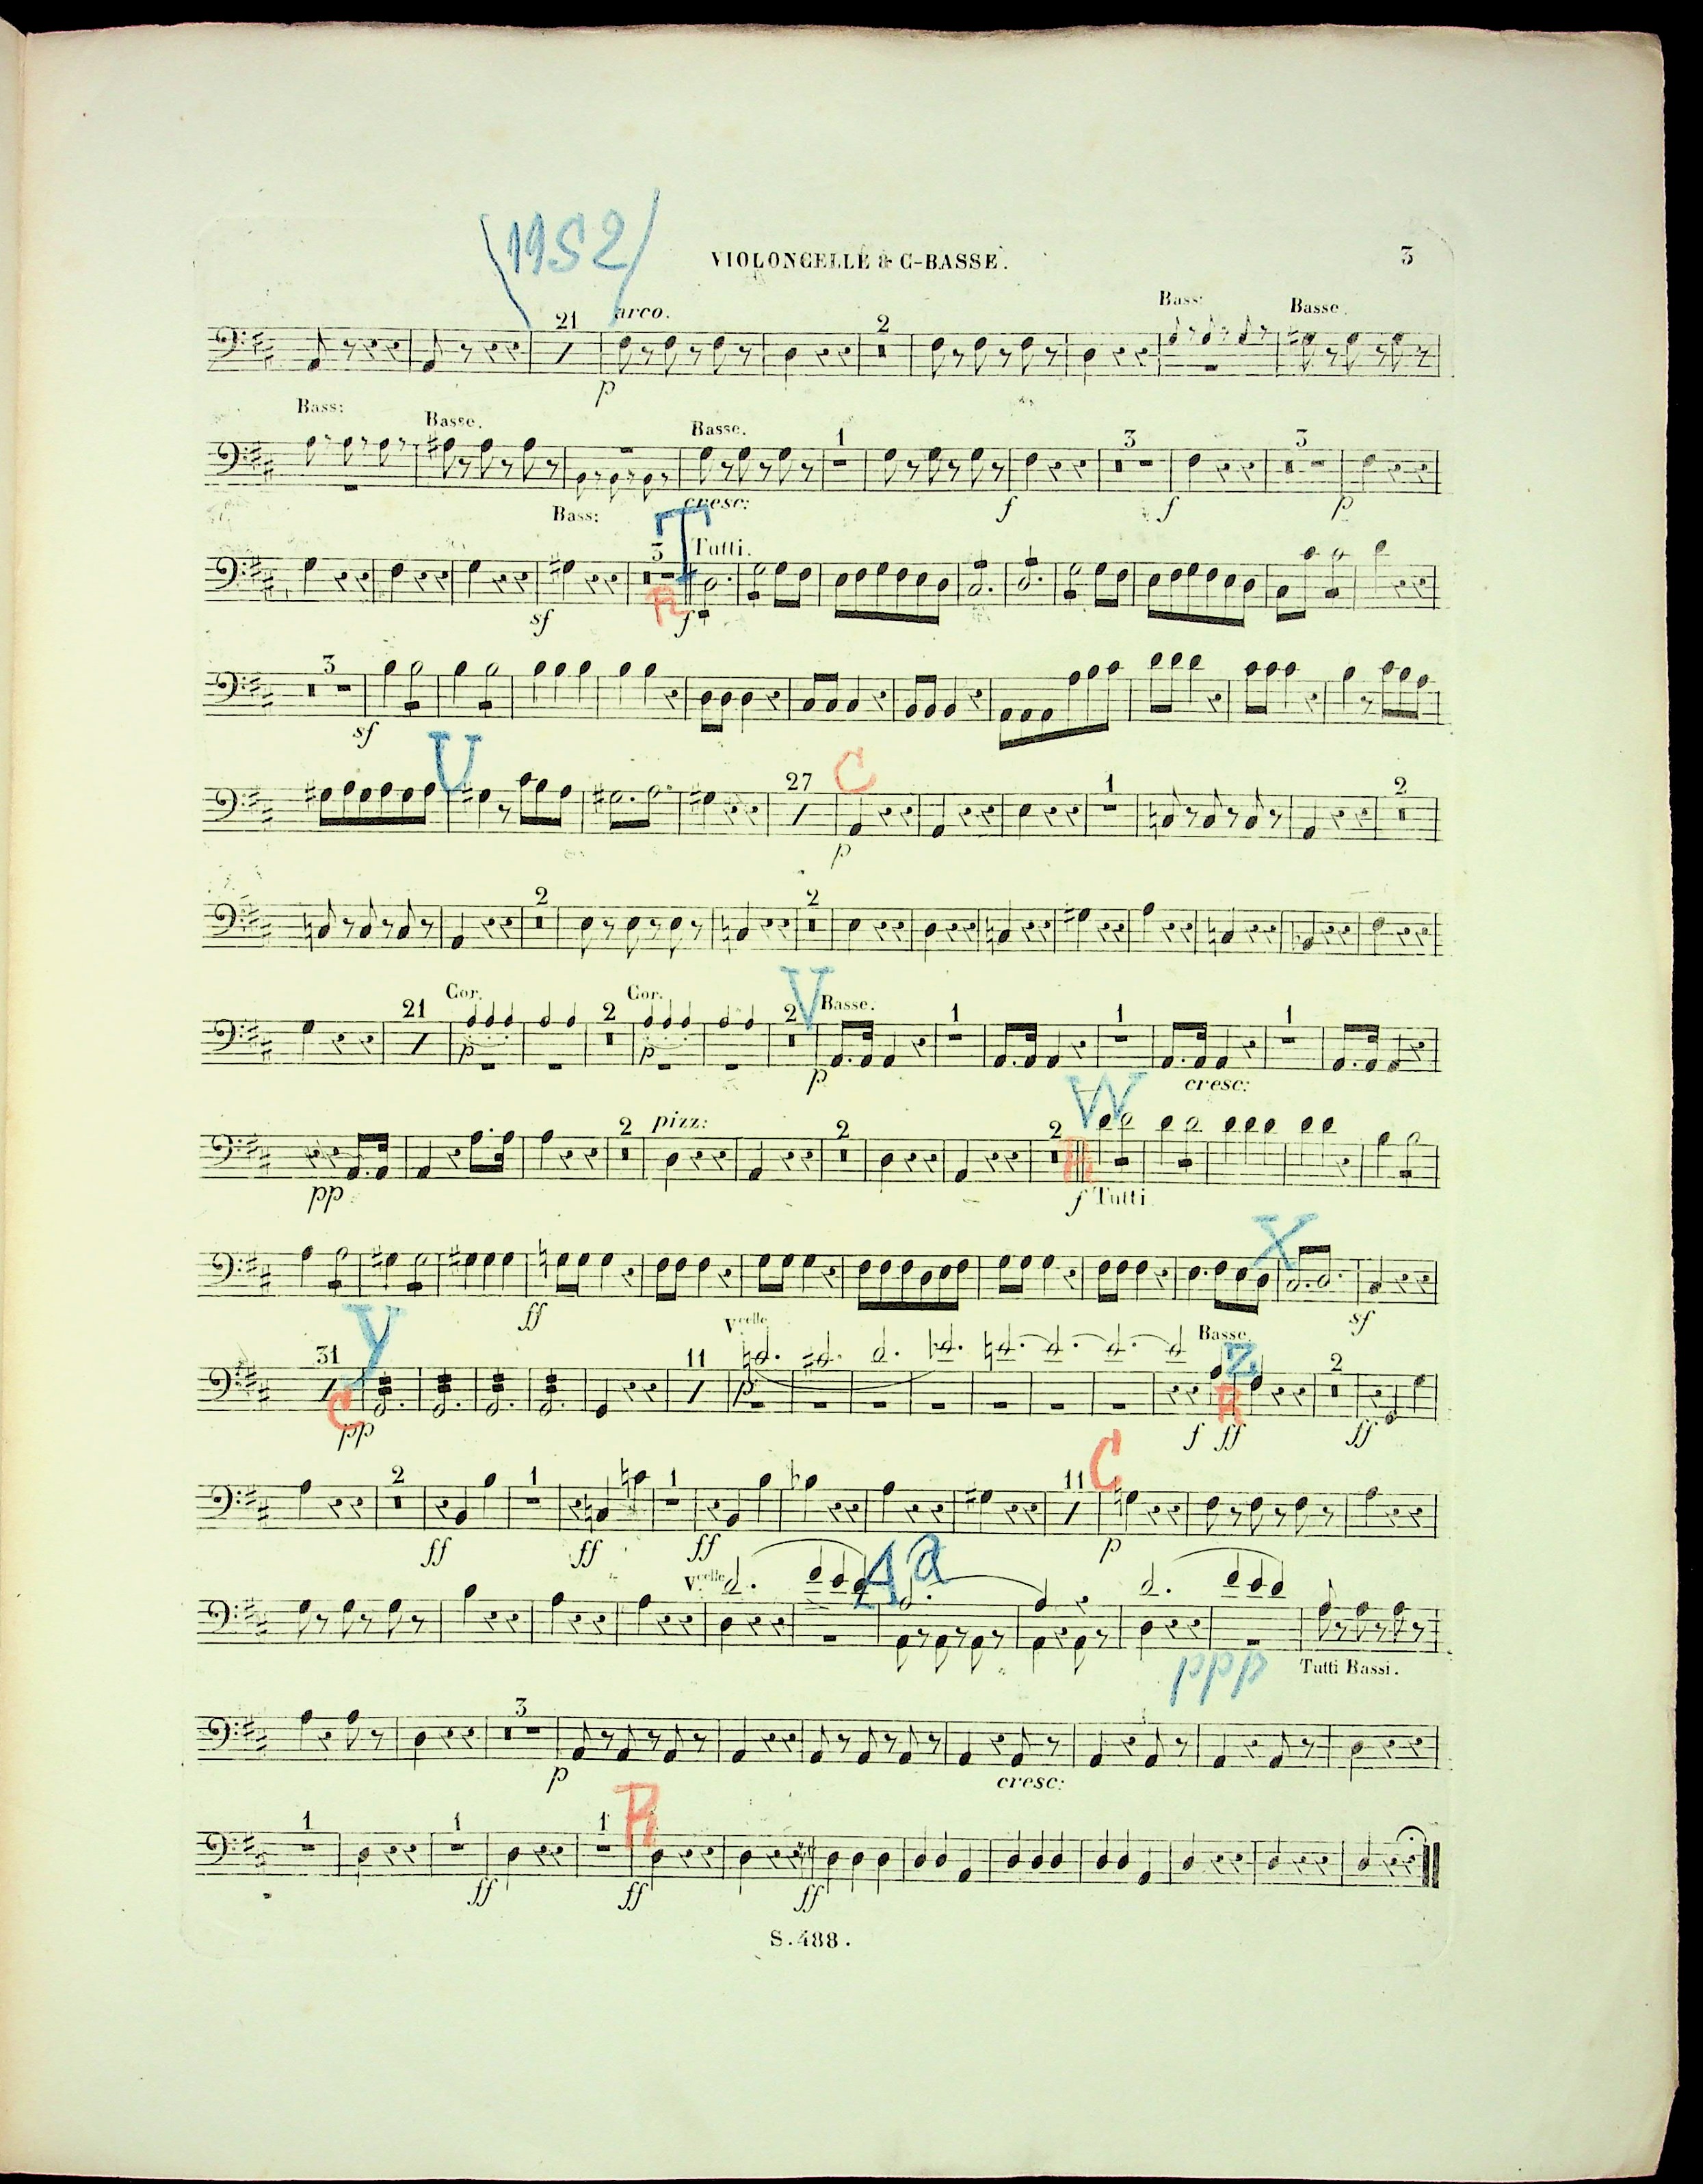 1952
VIOLONCELLE & C-BASSE.
3
21
arco.
2
Bass:
Basse.
p
Bass:
Basse.
Basse.
1
3
3
Bass:
cresc:
f
f
p
T
3
Tutti.
sf
R
f
3
sf
U
27
C
1
2
p
2
2
V
21
Cor.
2
Cor.
2
Basse.
1
1
1
p
p
p
cresc:
W
2
pizz:
2
2
R
pp
f Tutti
X
ff
sf
Y
31
11
Vcelle
Basse.
Z
2
C
pp
p
R
f ff
ff
2
1
1
11
C
ff
ff
ff
p
Aa
Vcelle
ppp
Tutti Bassi.
3
p
cresc:
1
1
1
R
ff
ff
ff
S.488.